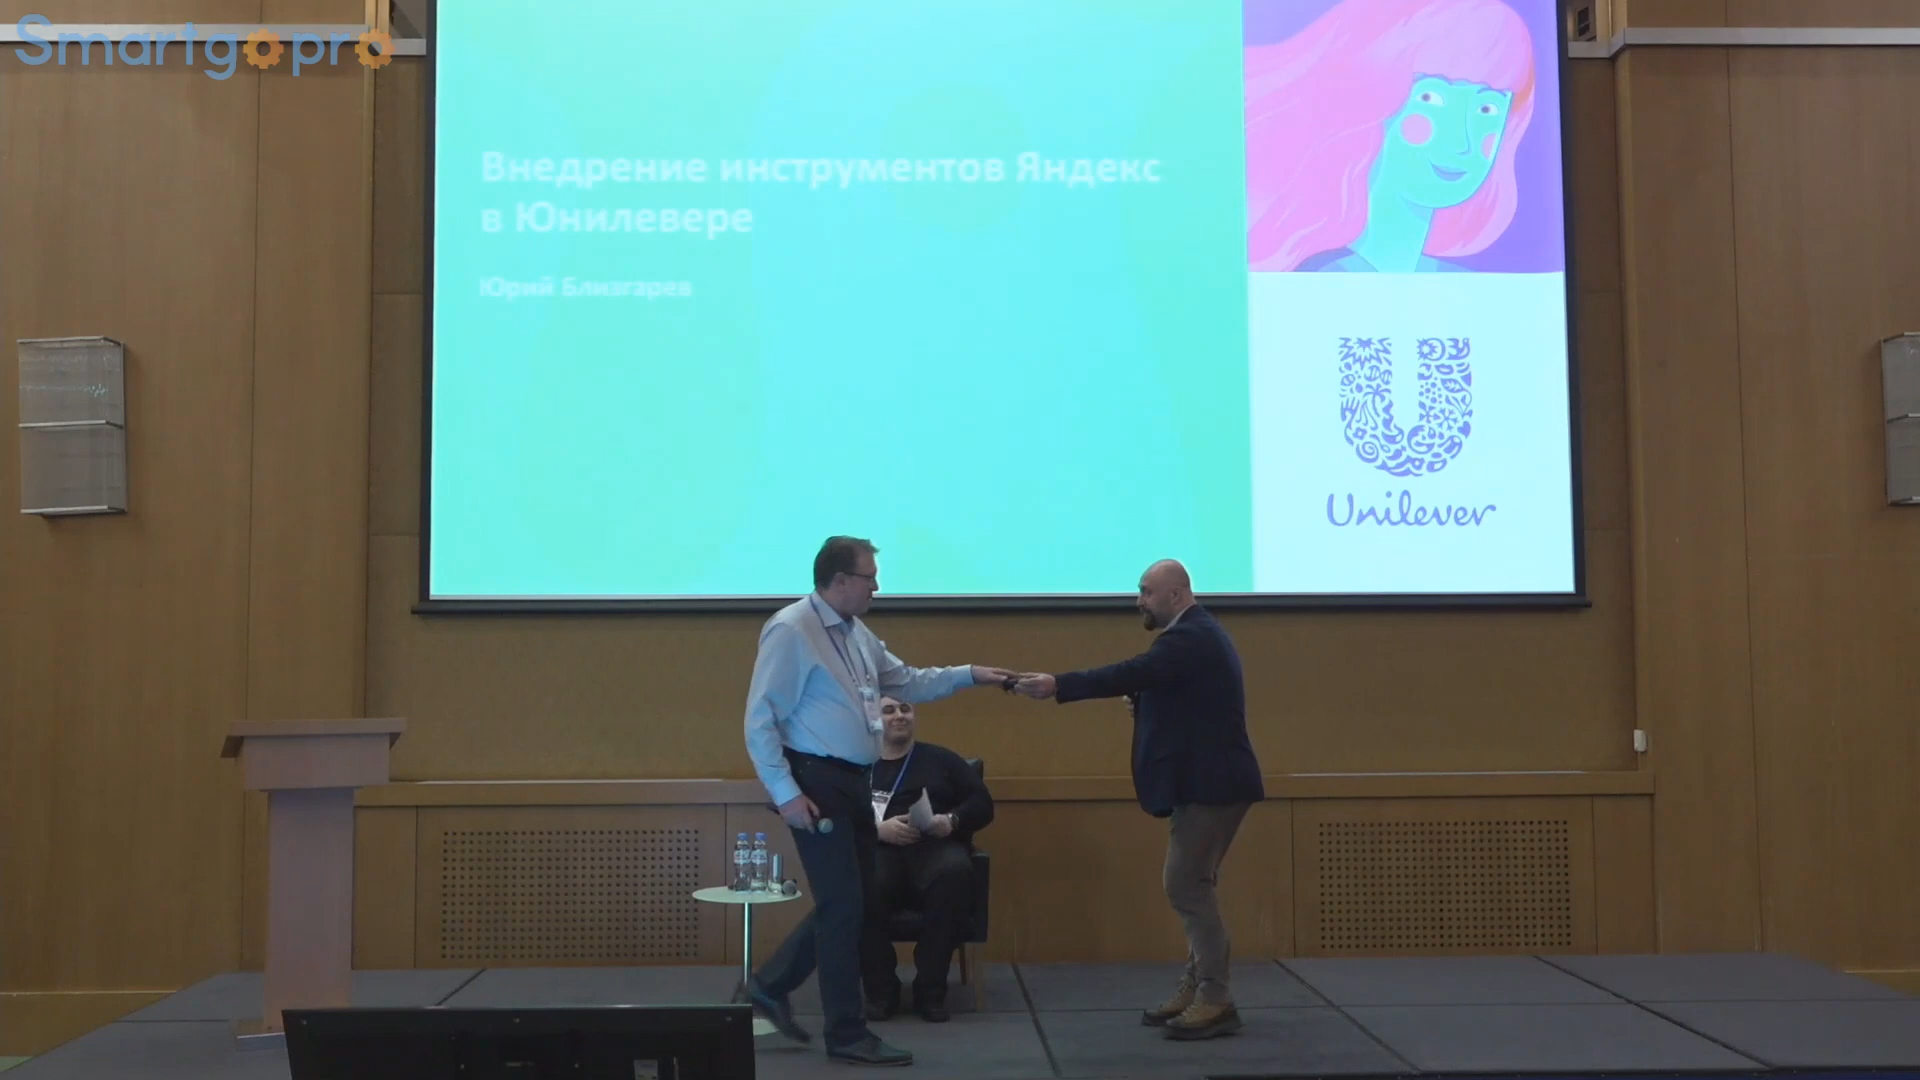 Smartgopro
Внедрение инструментов Яндекс
в Юнилевере
Юрий Близгарев
Unilever